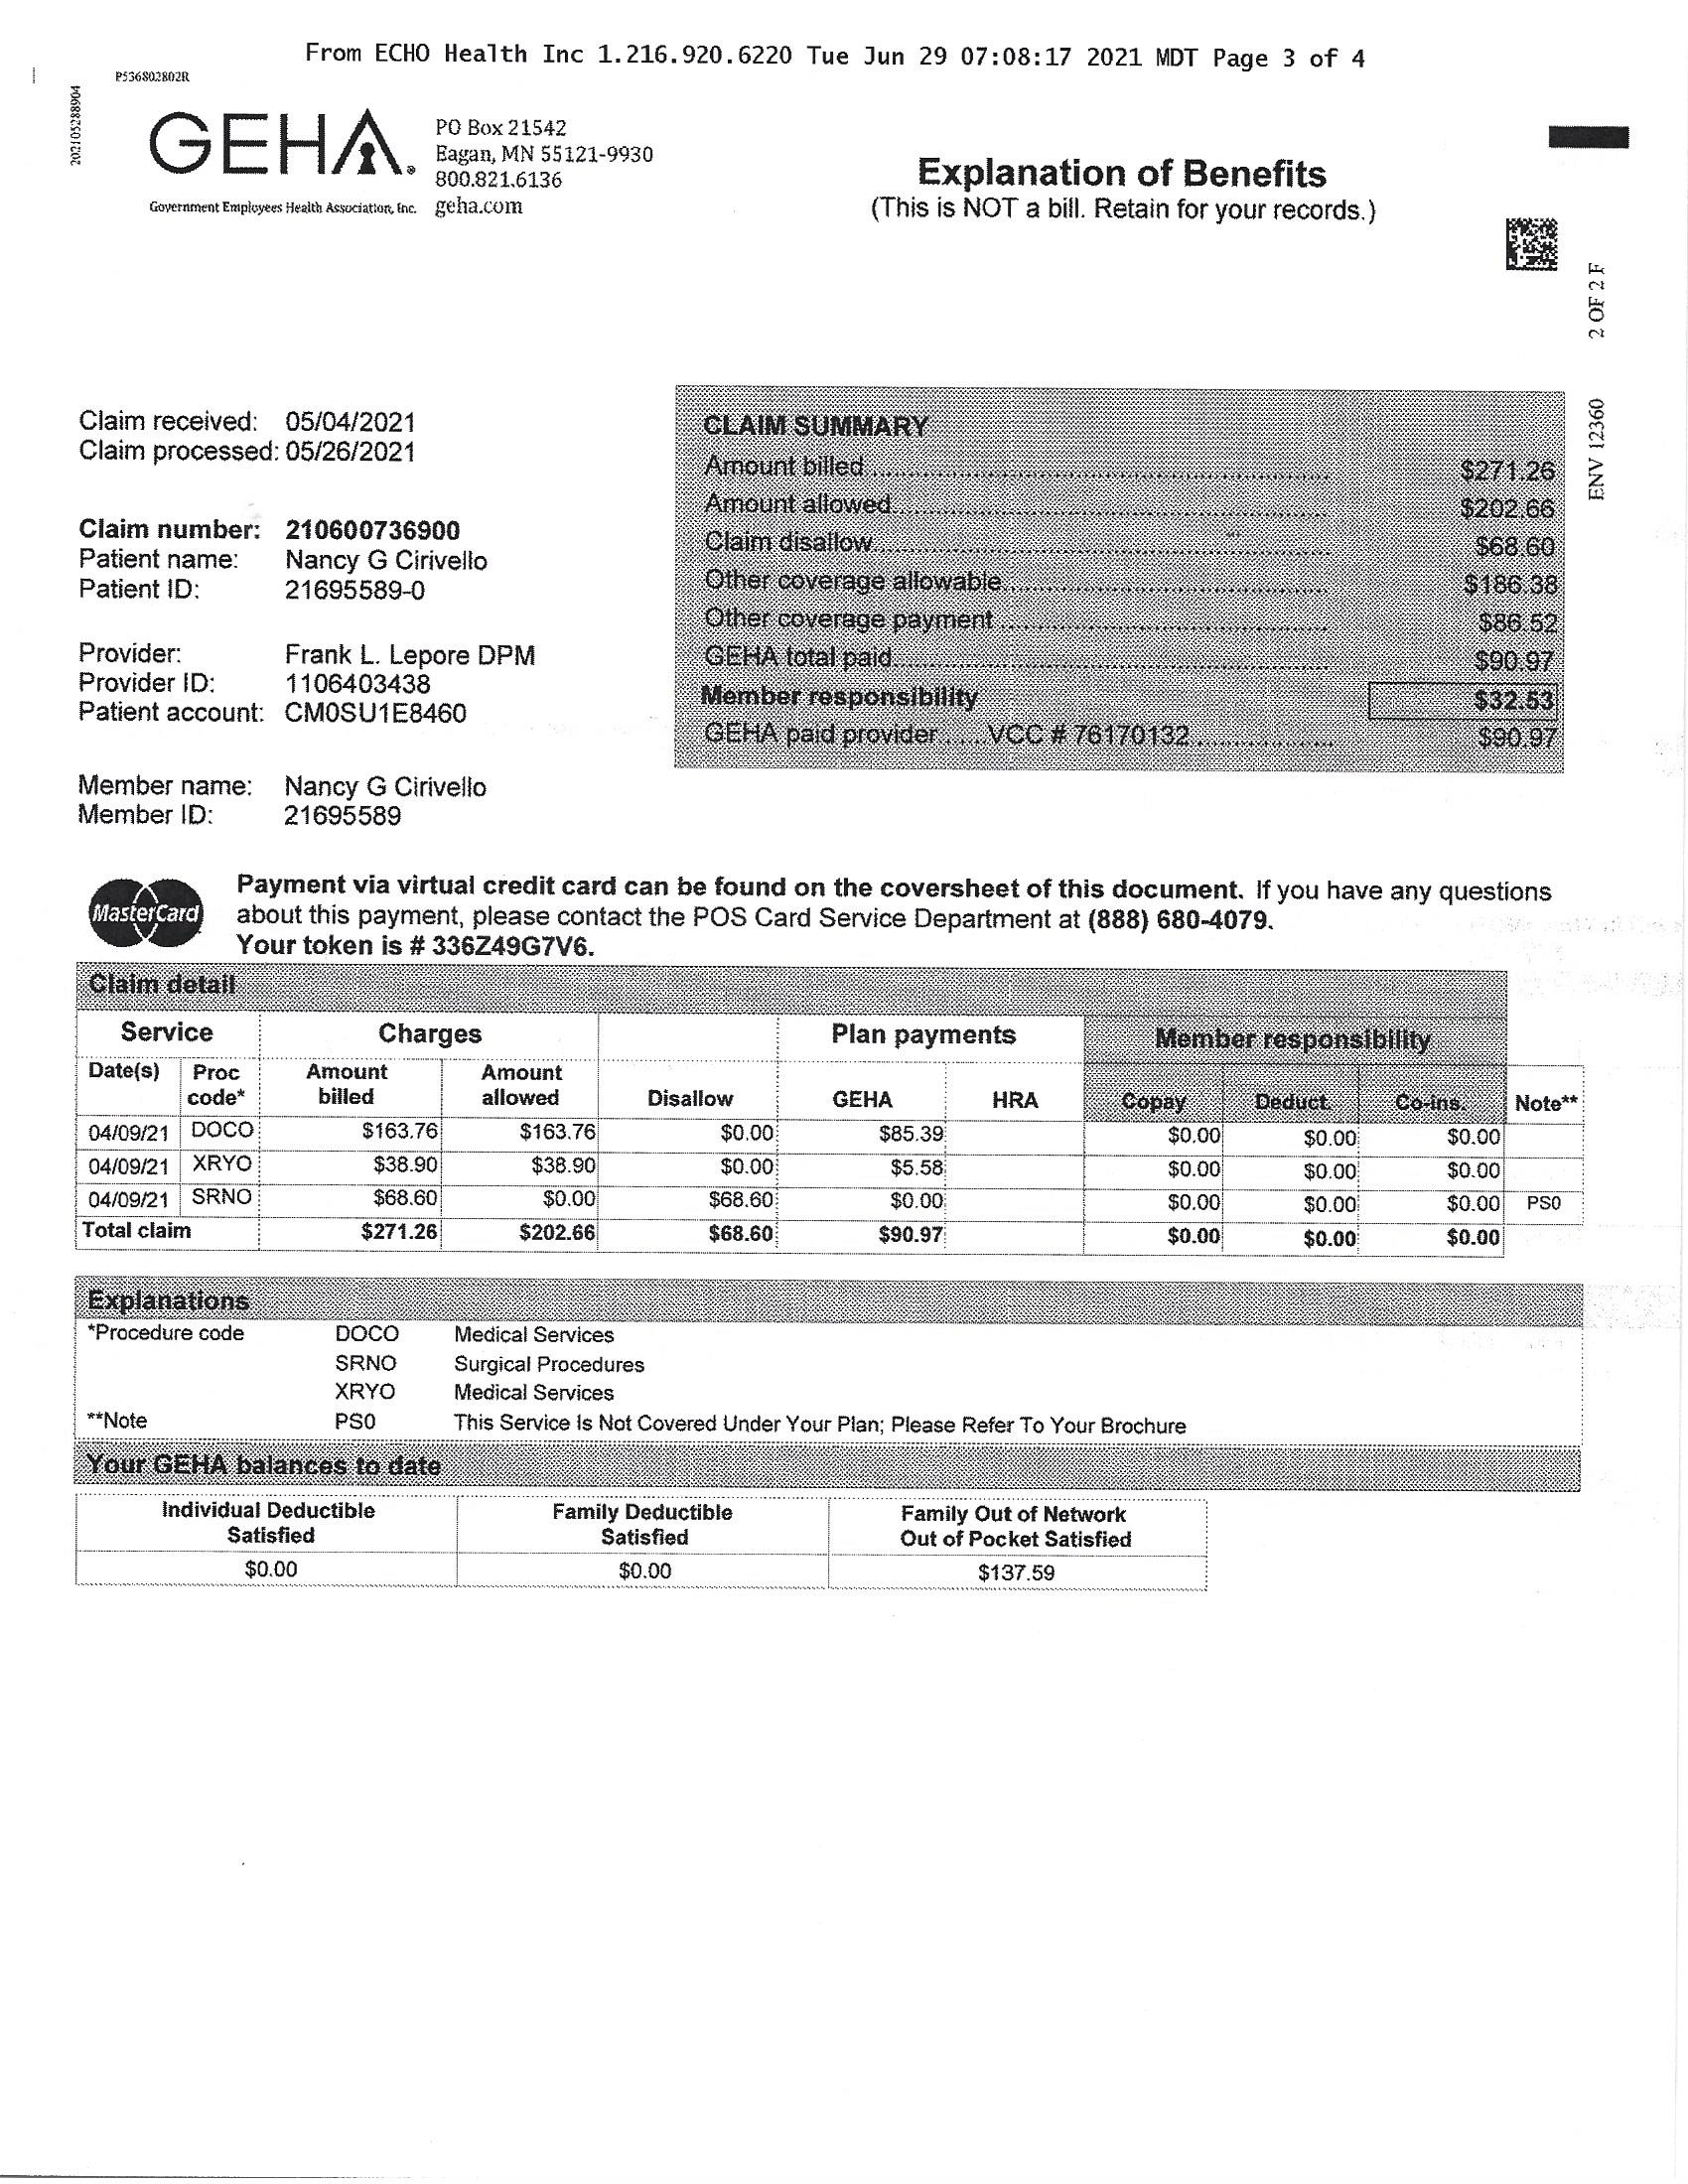 From ECHO Health Inc 1.216.920.6220 Tue Jun 29 07:08:17 2021 MDT Page 3 of 4
P536802802R
202105288904
GEHA.
Government Employees Health Association, Inc.
PO Box 21542
Eagan, MN 55121-9930
800.821.6136
geha.com
Explanation of Benefits
(This is NOT a bill. Retain for your records.)
2 OF 2 F
ENV 12360
Claim received: 05/04/2021
Claim processed: 05/26/2021
Claim number: 210600736900
Patient name: Nancy G Cirivello
Patient ID: 21695589-0
Provider: Frank L. Lepore DPM
Provider ID: 1106403438
Patient account: CM0SU1E8460
Member name: Nancy G Cirivello
Member ID: 21695589
CLAIM SUMMARY
Amount billed $271.26
Amount allowed $202.66
Claim disallow $68.60
Other coverage allowable $186.38
Other coverage payment $86.52
GEHA total paid $90.97
Member responsibility $32.53
GEHA paid provider .... VCC # 76170132 $90.97
MasterCard
Payment via virtual credit card can be found on the coversheet of this document. If you have any questions
about this payment, please contact the POS Card Service Department at (888) 680-4079.
Your token is # 336Z49G7V6.
Claim detail
Service Charges Plan payments Member responsibility
Date(s) Proc code* Amount billed Amount allowed Disallow GEHA HRA Copay Deduct. Co-ins. Note**
04/09/21 DOCO $163.76 $163.76 $0.00 $85.39 $0.00 $0.00 $0.00
04/09/21 XRYO $38.90 $38.90 $0.00 $5.58 $0.00 $0.00 $0.00
04/09/21 SRNO $68.60 $0.00 $68.60 $0.00 $0.00 $0.00 $0.00 PS0
Total claim $271.26 $202.66 $68.60 $90.97 $0.00 $0.00 $0.00
Explanations
*Procedure code DOCO Medical Services
SRNO Surgical Procedures
XRYO Medical Services
**Note PS0 This Service Is Not Covered Under Your Plan; Please Refer To Your Brochure
Your GEHA balances to date
Individual Deductible Satisfied Family Deductible Satisfied Family Out of Network Out of Pocket Satisfied
$0.00 $0.00 $137.59